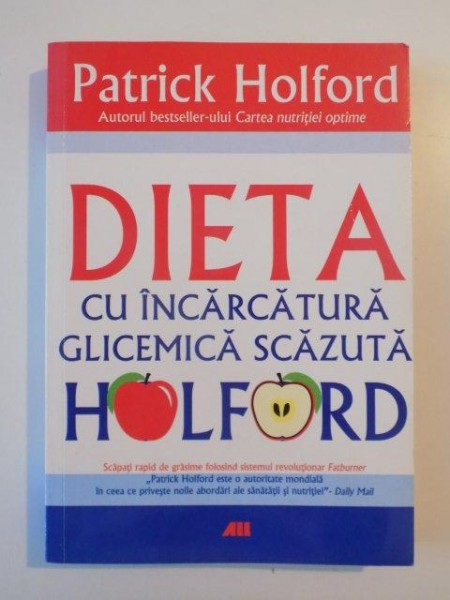 Patrick Holford
Autorul bestseller-ului Cartea nutriției optime
DIETA
CU ÎNCĂRCĂTURĂ
GLICEMICĂ SCĂZUTĂ
HOLFORD
Scăpați rapid de grăsime folosind sistemul revoluționar Fatburner
„Patrick Holford este o autoritate mondială
în ceea ce privește noile abordări ale sănătății și nutriției"- Daily Mail
ALL